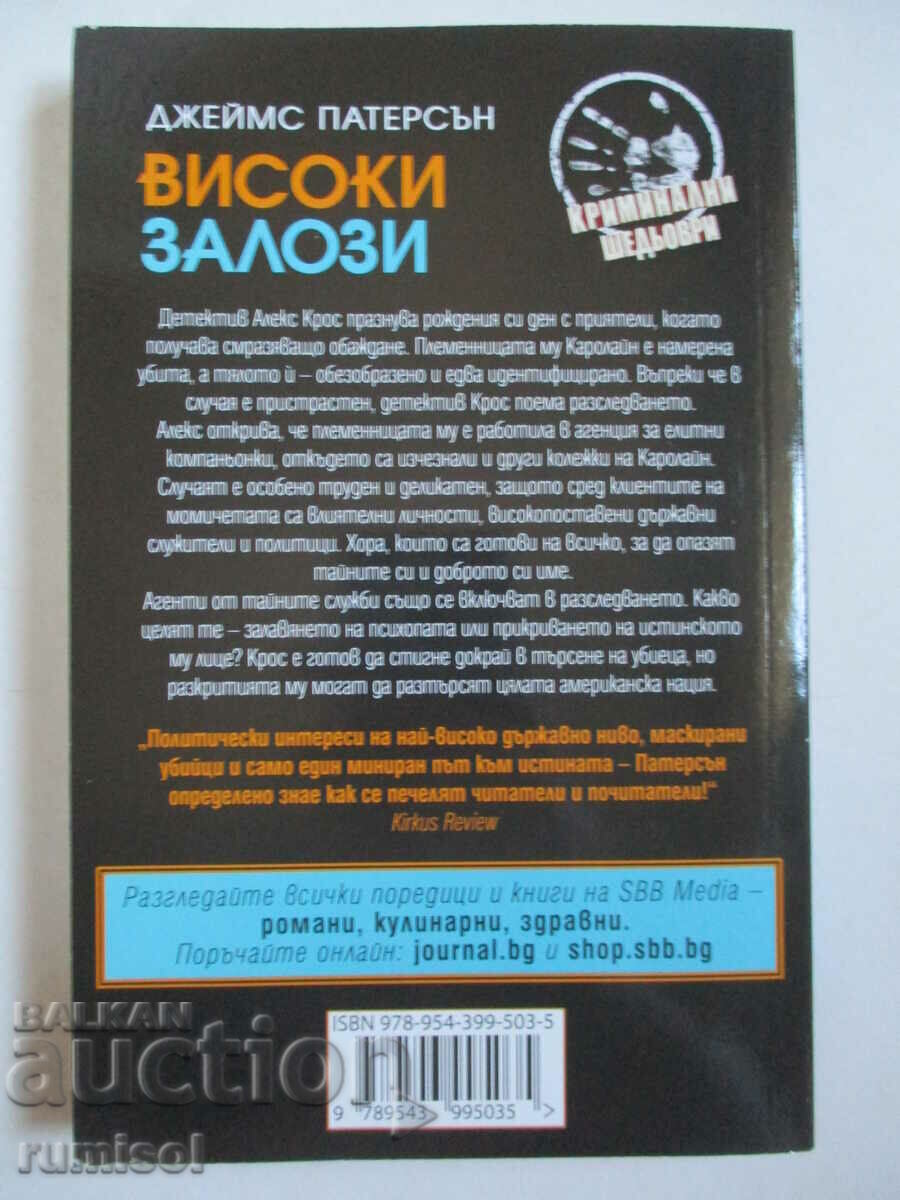 ДЖЕЙМС ПАТЕРСЪН
ВИСОКИ
ЗАЛОЗИ
КРИМИНАЛНИ
ШЕДЬОВРИ
Детектив Алекс Крос празнува рождения си ден с приятели, когато
получава смразяващо обаждане. Племенницата му Каролайн е намерена
убита, а тялото ѝ – обезобразено и едва идентифицирано. Въпреки че в
случая е пристрастен, детектив Крос поема разследването.
Алекс открива, че племенницата му е работила в агенция за елитни
компаньонки, откъдето са изчезнали и други колежки на Каролайн.
Случаят е особено труден и деликатен, защото сред клиентите на
момичетата са влиятелни личности, високопоставени държавни
служители и политици. Хора, които са готови на всичко, за да опазят
тайните си и доброто си име.
Агенти от тайните служби също се включват в разследването. Какво
целят те – залавянето на психопата или прикриването на истинското
му лице? Крос е готов да стигне докрай в търсене на убиеца, но
разкритията му могат да разтърсят цялата американска нация.
„Политически интереси на най-високо държавно ниво, маскирани
убийци и само един миниран път към истината – Патерсън
определено знае как се печелят читатели и почитатели!“
Kirkus Review
Разгледайте всички поредици и книги на SBB Media –
романи, кулинарни, здравни.
Поръчайте онлайн: journal.bg и shop.sbb.bg
ISBN 978-954-399-503-5
9 789543 995035 >
BALKAN
auction
rumisol